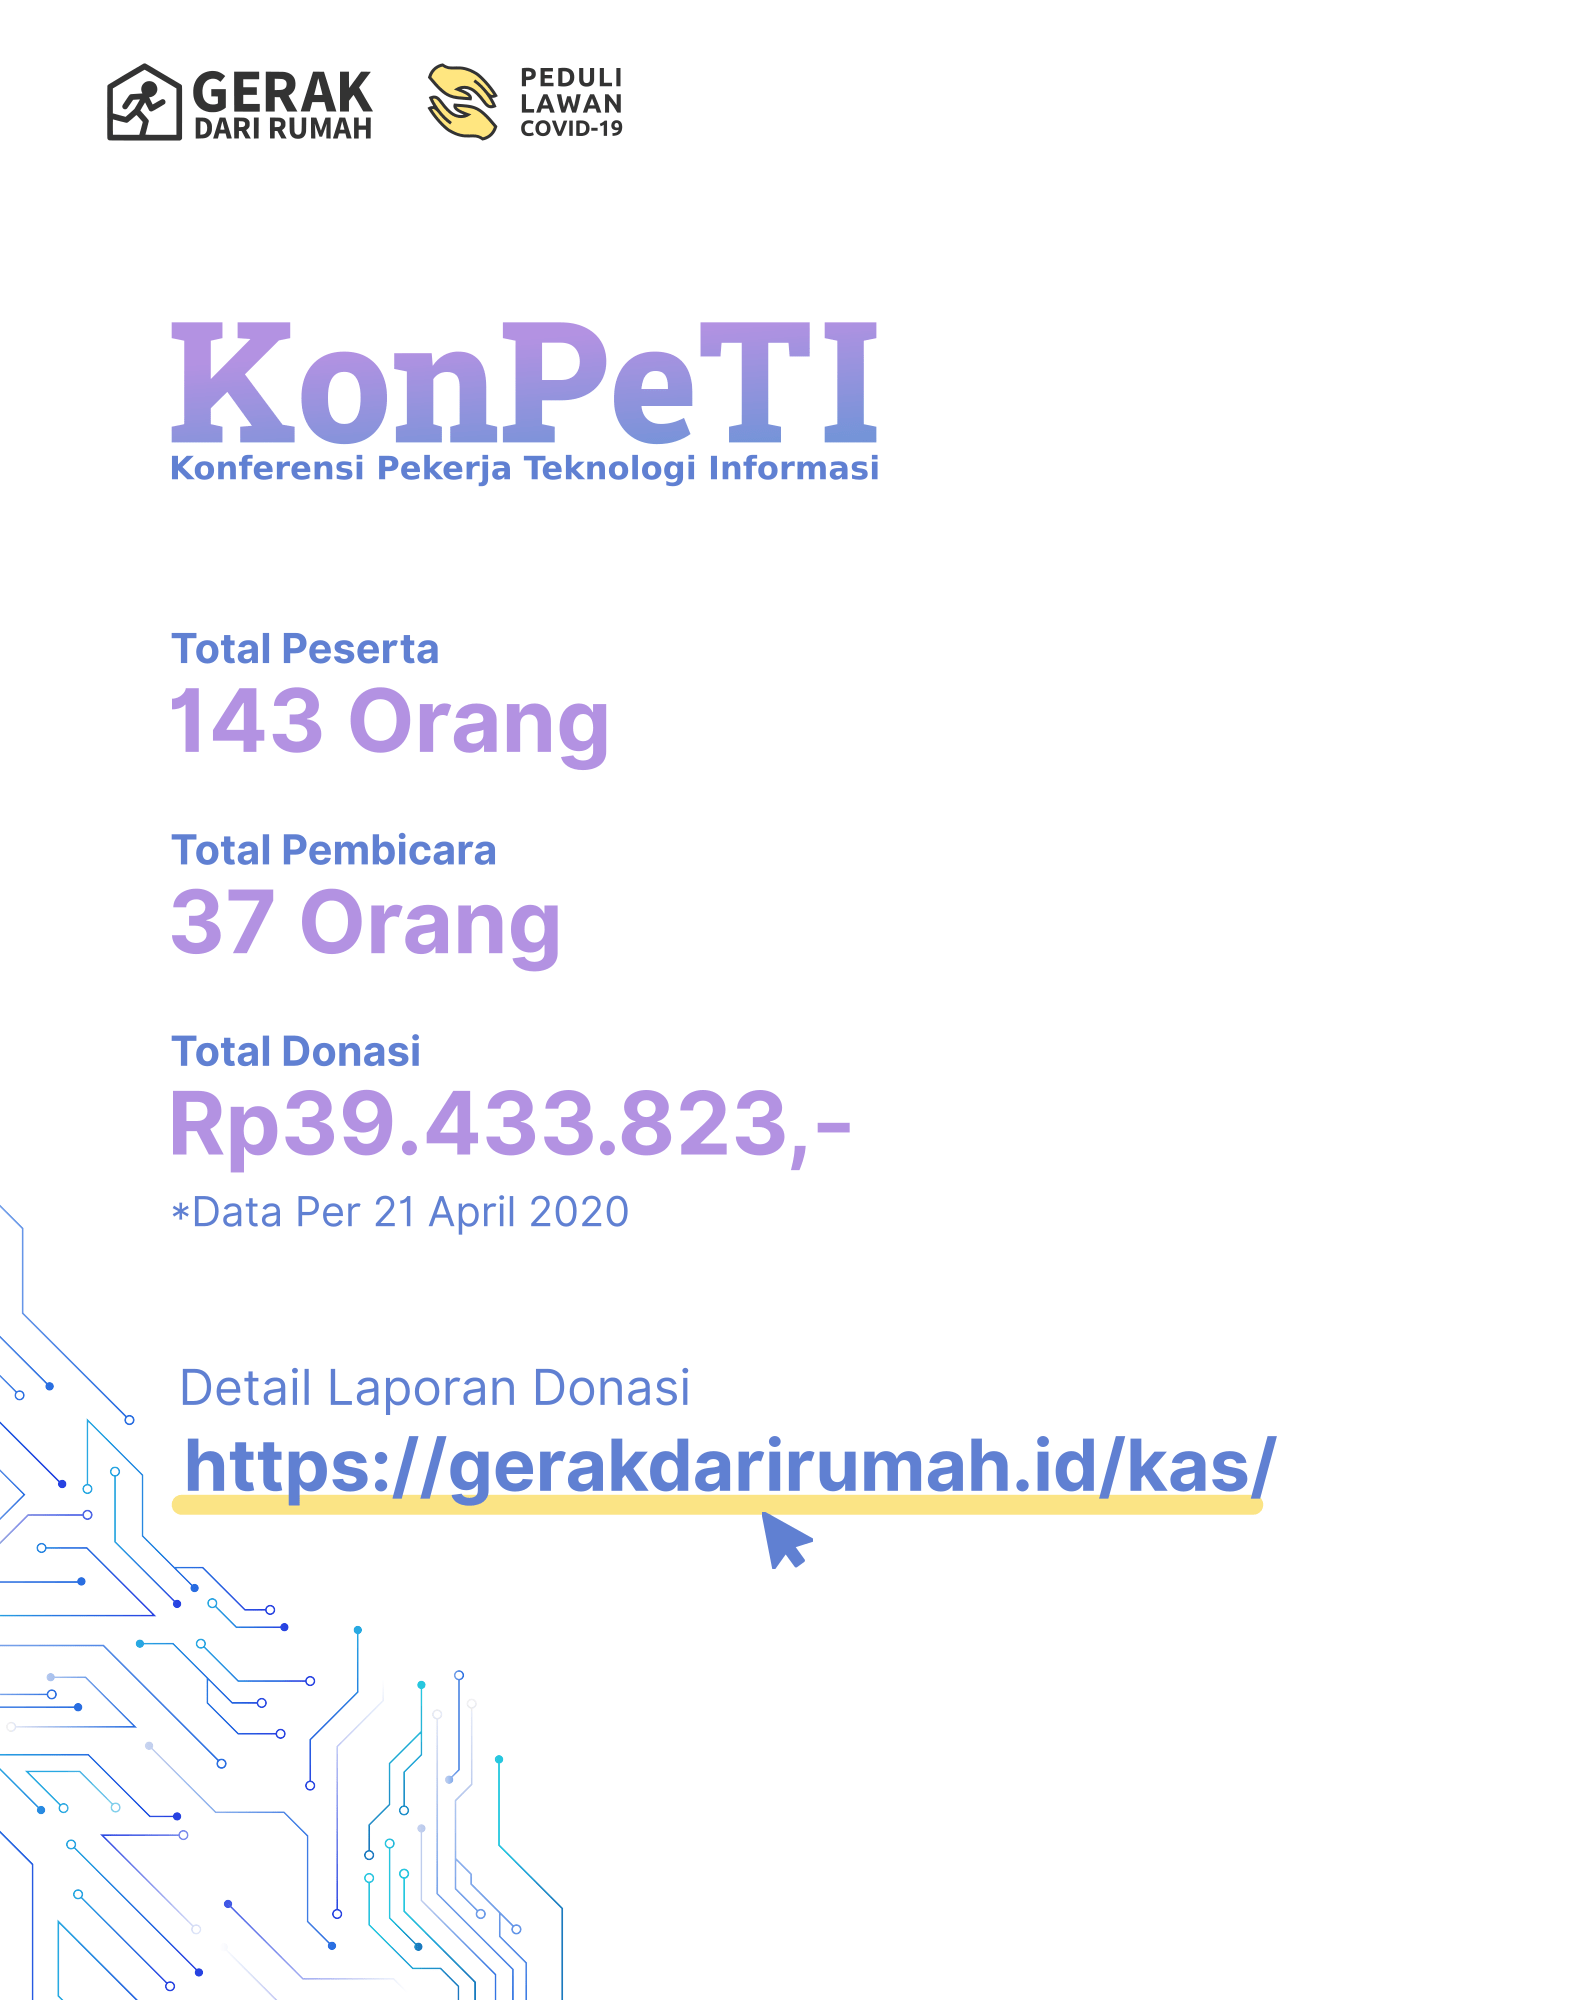 GERAK
DARI RUMAH
PEDULI
LAWAN
COVID-19
KonPeTI
Konferensi Pekerja Teknologi Informasi
Total Peserta
143 Orang
Total Pembicara
37 Orang
Total Donasi
Rp39.433.823,-
*Data Per 21 April 2020
Detail Laporan Donasi
https://gerakdarirumah.id/kas/